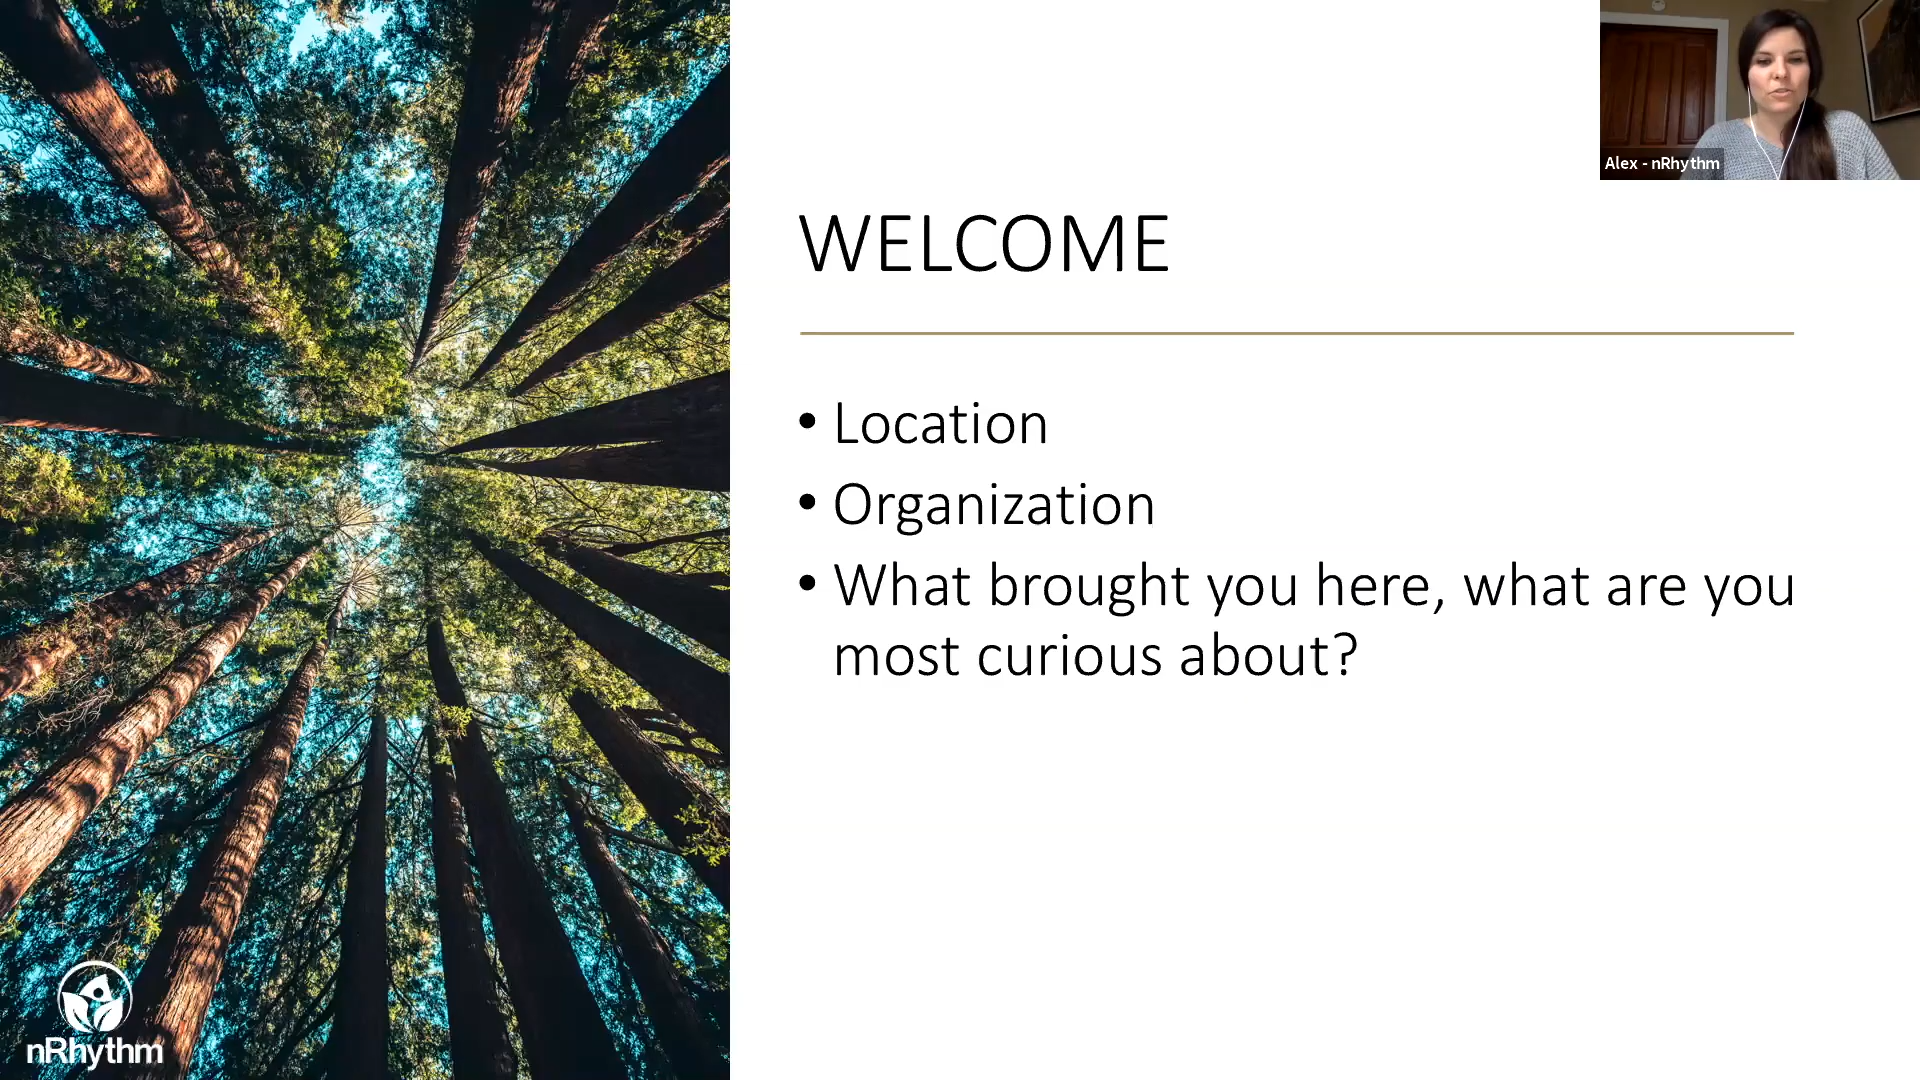 Alex - nRhythm
WELCOME
• Location
• Organization
• What brought you here, what are you
most curious about?
nRhythm